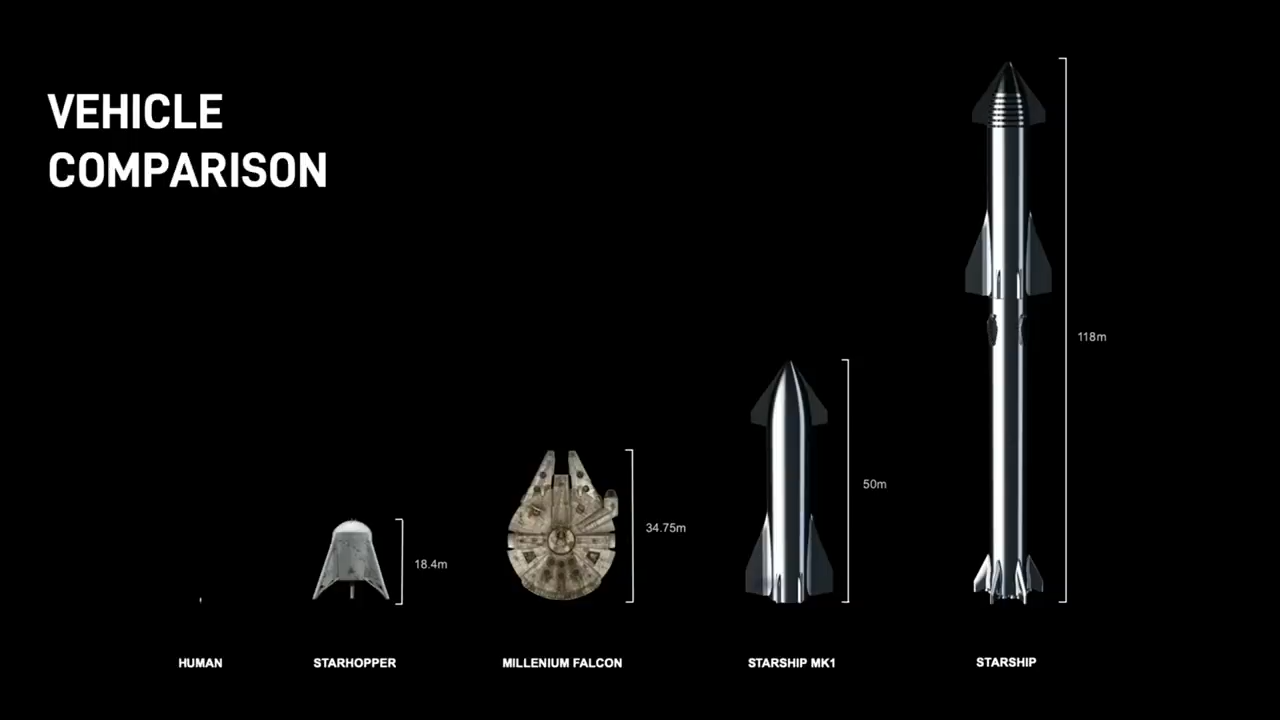 VEHICLE
COMPARISON
118m
50m
34.75m
18.4m
HUMAN
STARHOPPER
MILLENIUM FALCON
STARSHIP MK1
STARSHIP